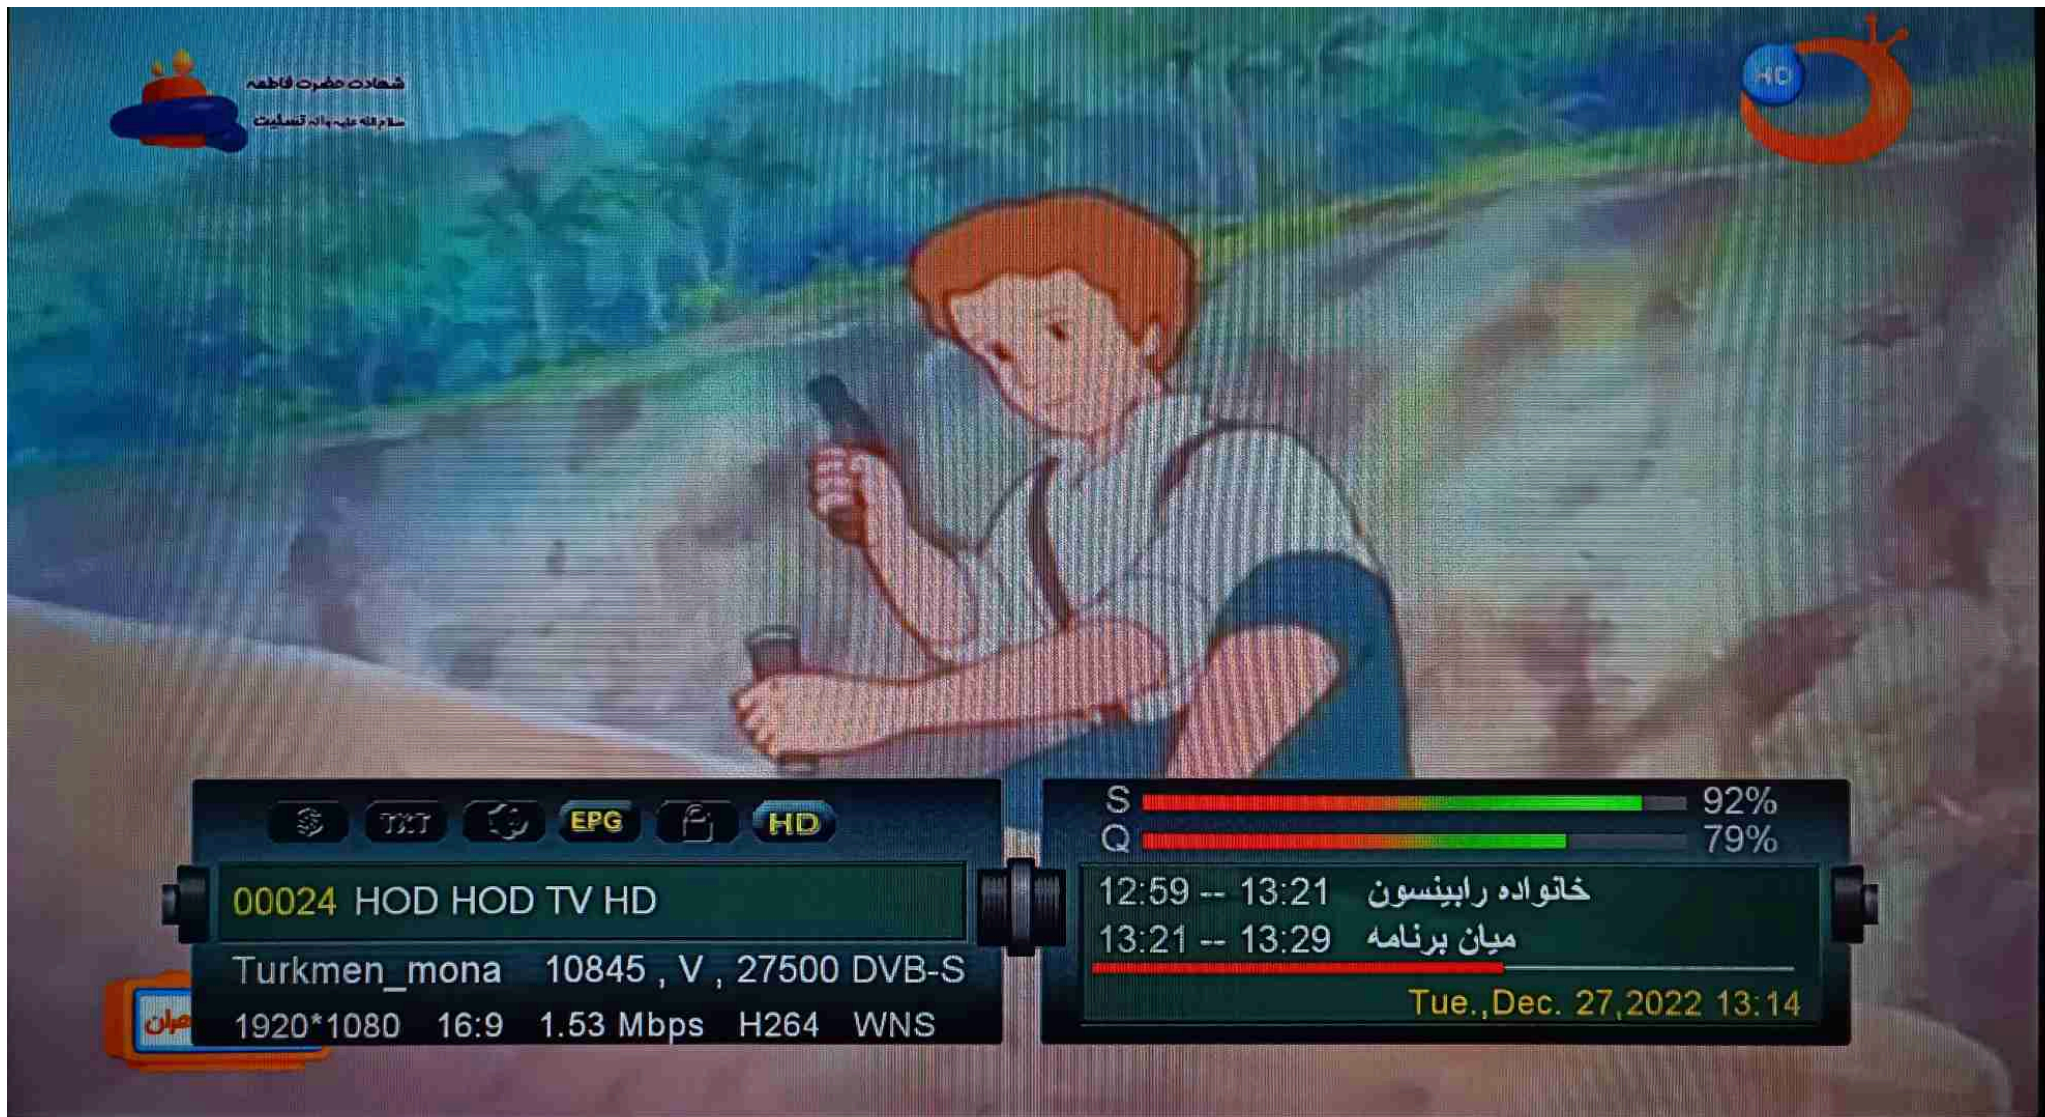 شهادت حضرت فاطمه
سلام الله علیها تسلیت
HD
TXT EPG HD
S 92%
Q 79%
00024 HOD HOD TV HD
12:59 -- 13:21 خانواده رابینسون
13:21 -- 13:29 میان برنامه
Turkmen_mona 10845 , V , 27500 DVB-S
1920*1080 16:9 1.53 Mbps H264 WNS
Tue.,Dec. 27,2022 13:14